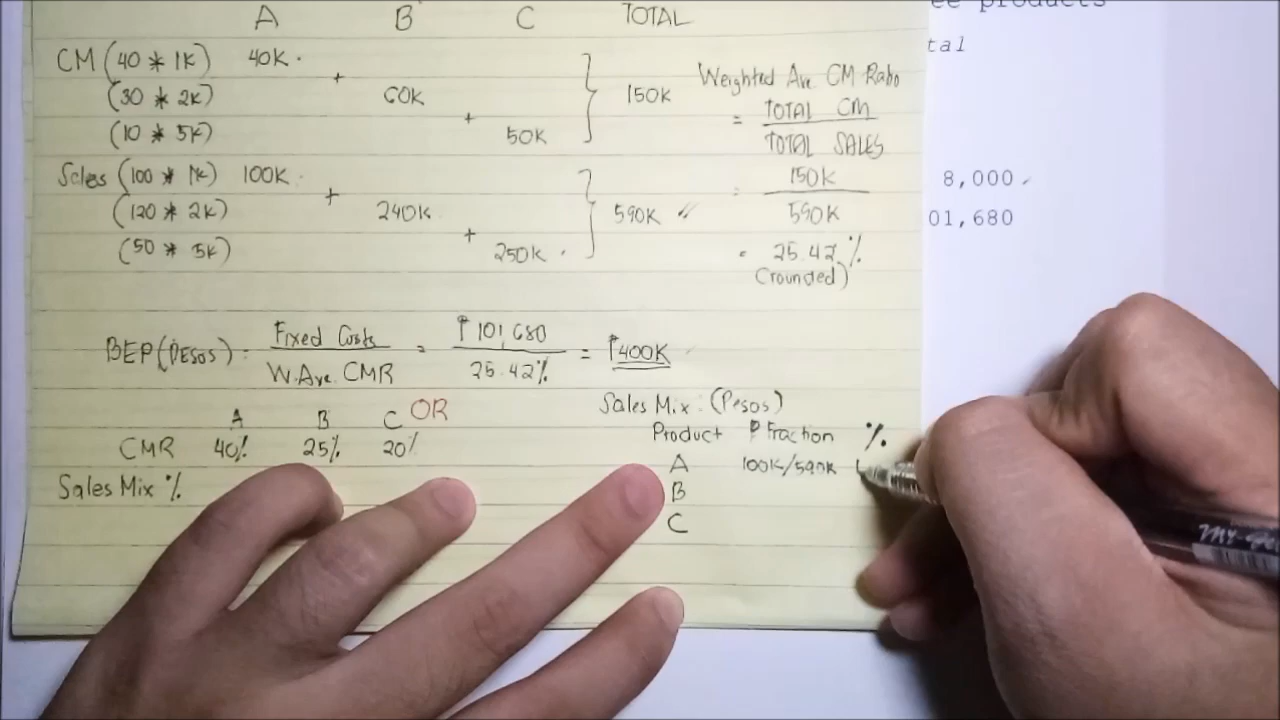 ee products
A B C TOTAL
tal
CM (40 * 1K) 40K.
(30 * 2K) + 60K 150K
(10 * 5K) + 50K
Weighted Ave. CM Ratio
= TOTAL CM
TOTAL SALES
Sales (100 * 1K) 100K.
(120 * 2K) + 240K 590K
(50 * 5K) + 250K.
= 150K
590K
= 25.42%
(rounded)
8,000
01,680
BEP (PESOS) = Fixed Costs = ₱101,680 = ₱400K
W.Ave. CMR 25.42%
A B C OR
CMR 40% 25% 20%
Sales Mix %
Sales Mix: (Pesos)
Product ₱ Fraction %
A 100K/590K
B
C